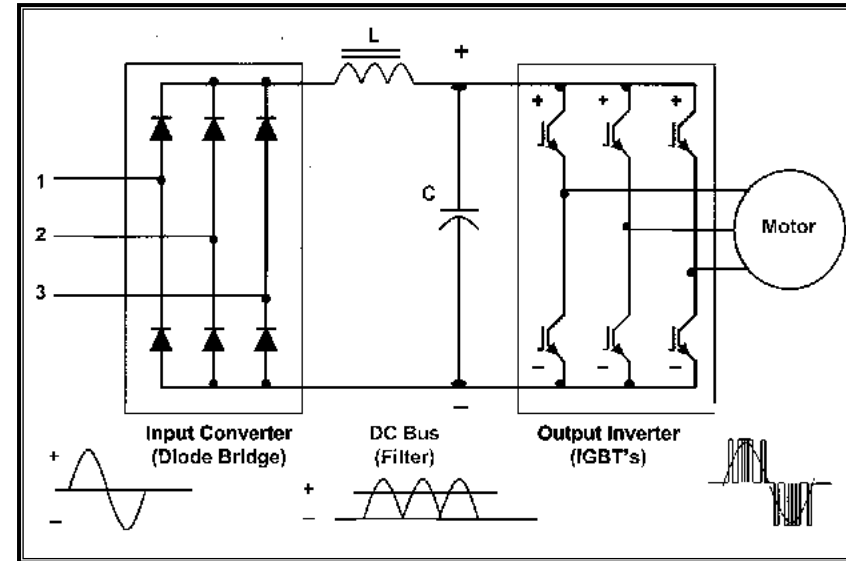 L
+
+ + +
1
C
2
Motor
3
– – –
–
Input Converter
(Diode Bridge)
DC Bus
(Filter)
Output Inverter
(IGBT's)
+
–
+
–